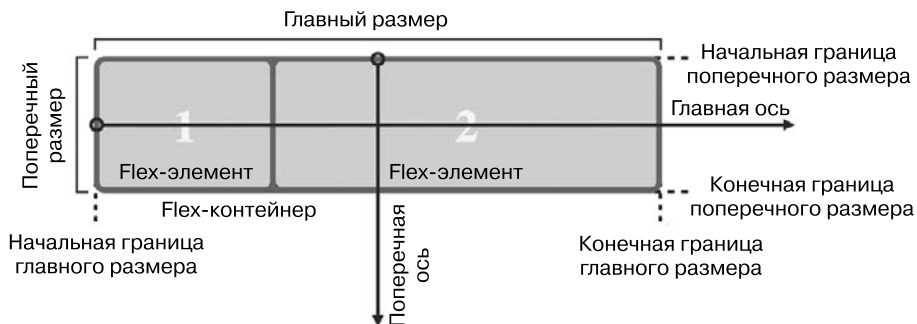 Главный размер
Поперечный
размер
Начальная граница
поперечного размера
Главная ось
1
2
Flex-элемент
Flex-элемент
Flex-контейнер
Конечная граница
поперечного размера
Начальная граница
главного размера
Поперечная
ось
Конечная граница
главного размера